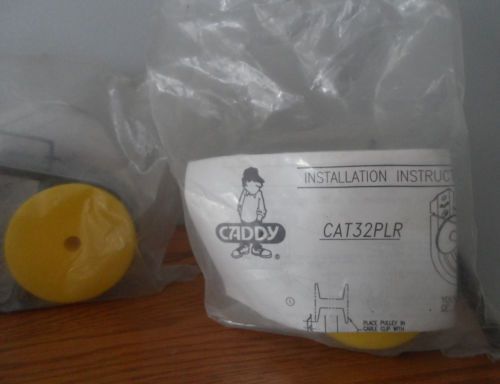 INSTALLATION INSTRUCT
CADDY
®
CAT32PLR
PLACE PULLEY IN
CABLE CLIP WITH